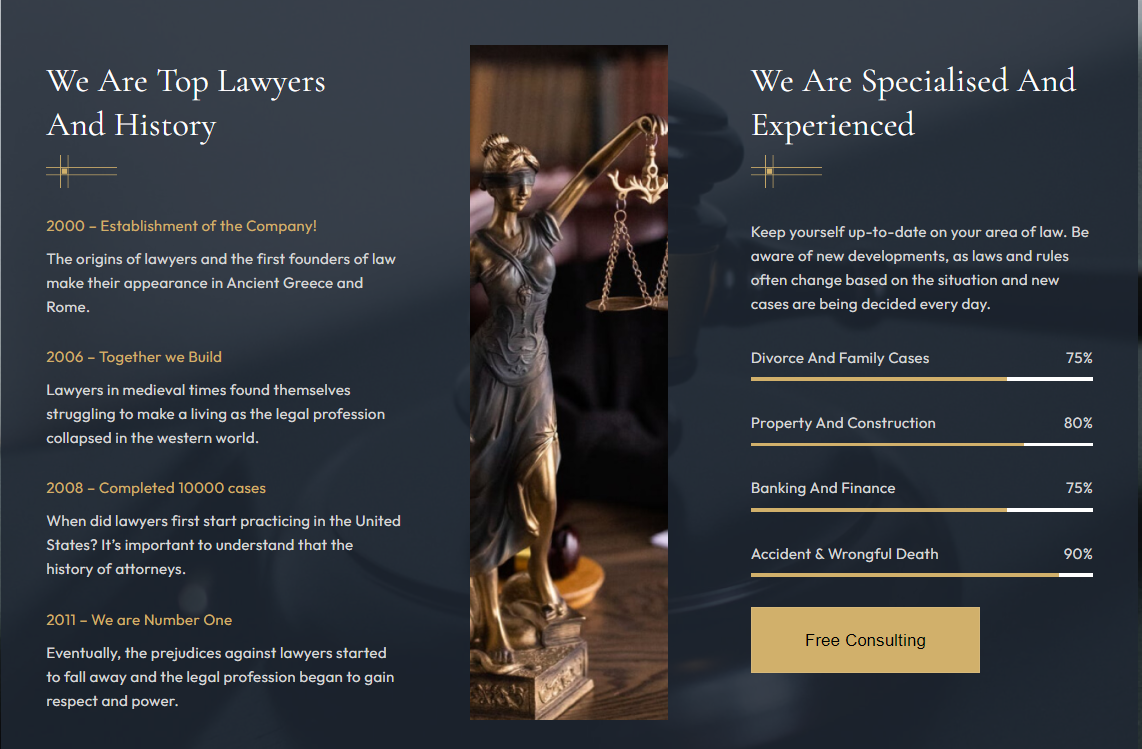 We Are Top Lawyers
And History
2000 – Establishment of the Company!
The origins of lawyers and the first founders of law
make their appearance in Ancient Greece and
Rome.
2006 – Together we Build
Lawyers in medieval times found themselves
struggling to make a living as the legal profession
collapsed in the western world.
2008 – Completed 10000 cases
When did lawyers first start practicing in the United
States? It’s important to understand that the
history of attorneys.
2011 – We are Number One
Eventually, the prejudices against lawyers started
to fall away and the legal profession began to gain
respect and power.
We Are Specialised And
Experienced
Keep yourself up-to-date on your area of law. Be
aware of new developments, as laws and rules
often change based on the situation and new
cases are being decided every day.
Divorce And Family Cases 75%
Property And Construction 80%
Banking And Finance 75%
Accident & Wrongful Death 90%
Free Consulting